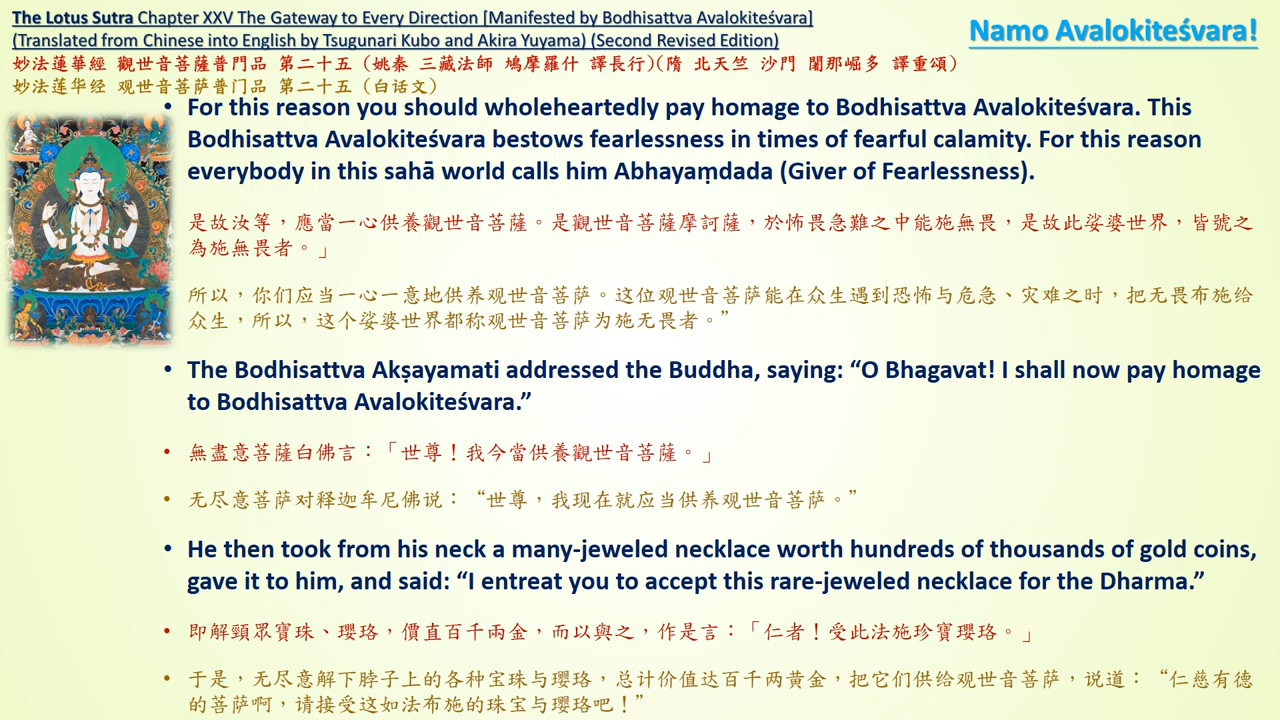 The Lotus Sutra Chapter XXV The Gateway to Every Direction [Manifested by Bodhisattva Avalokiteśvara]
(Translated from Chinese into English by Tsugunari Kubo and Akira Yuyama) (Second Revised Edition)
Namo Avalokiteśvara!
妙法蓮華經 觀世音菩薩普門品 第二十五 (姚秦 三藏法師 鳩摩羅什 譯長行)(隋 北天竺 沙門 闍那崛多 譯重頌)
妙法莲华经 观世音菩萨普门品 第二十五 (白话文)
• For this reason you should wholeheartedly pay homage to Bodhisattva Avalokiteśvara. This
Bodhisattva Avalokiteśvara bestows fearlessness in times of fearful calamity. For this reason
everybody in this sahā world calls him Abhayaṃdada (Giver of Fearlessness).
是故汝等，應當一心供養觀世音菩薩。是觀世音菩薩摩訶薩，於怖畏急難之中能施無畏，是故此娑婆世界，皆號之
為施無畏者。」
所以，你们应当一心一意地供养观世音菩萨。这位观世音菩萨能在众生遇到恐怖与危急、灾难之时，把无畏布施给
众生，所以，这个娑婆世界都称观世音菩萨为施无畏者。”
• The Bodhisattva Akṣayamati addressed the Buddha, saying: “O Bhagavat! I shall now pay homage
to Bodhisattva Avalokiteśvara.”
• 無盡意菩薩白佛言：「世尊！我今當供養觀世音菩薩。」
• 无尽意菩萨对释迦牟尼佛说：“世尊，我现在就应当供养观世音菩萨。”
• He then took from his neck a many-jeweled necklace worth hundreds of thousands of gold coins,
gave it to him, and said: “I entreat you to accept this rare-jeweled necklace for the Dharma.”
• 即解頸眾寶珠、瓔珞，價直百千兩金，而以與之，作是言：「仁者！受此法施珍寶瓔珞。」
• 于是，无尽意解下脖子上的各种宝珠与璎珞，总计价值达百千两黄金，把它们供给观世音菩萨，说道：“仁慈有德
的菩萨啊，请接受这如法布施的珠宝与璎珞吧！”